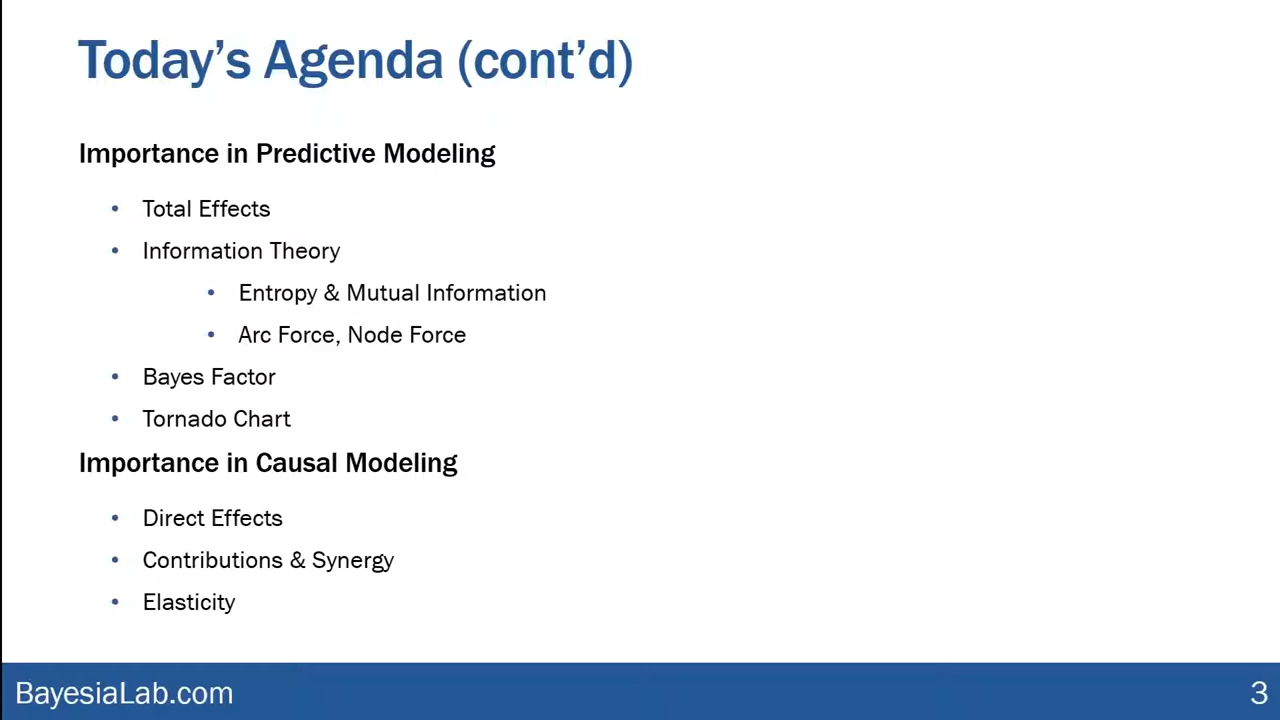 Today’s Agenda (cont’d)
Importance in Predictive Modeling
• Total Effects
• Information Theory
• Entropy & Mutual Information
• Arc Force, Node Force
• Bayes Factor
• Tornado Chart
Importance in Causal Modeling
• Direct Effects
• Contributions & Synergy
• Elasticity
BayesiaLab.com
3